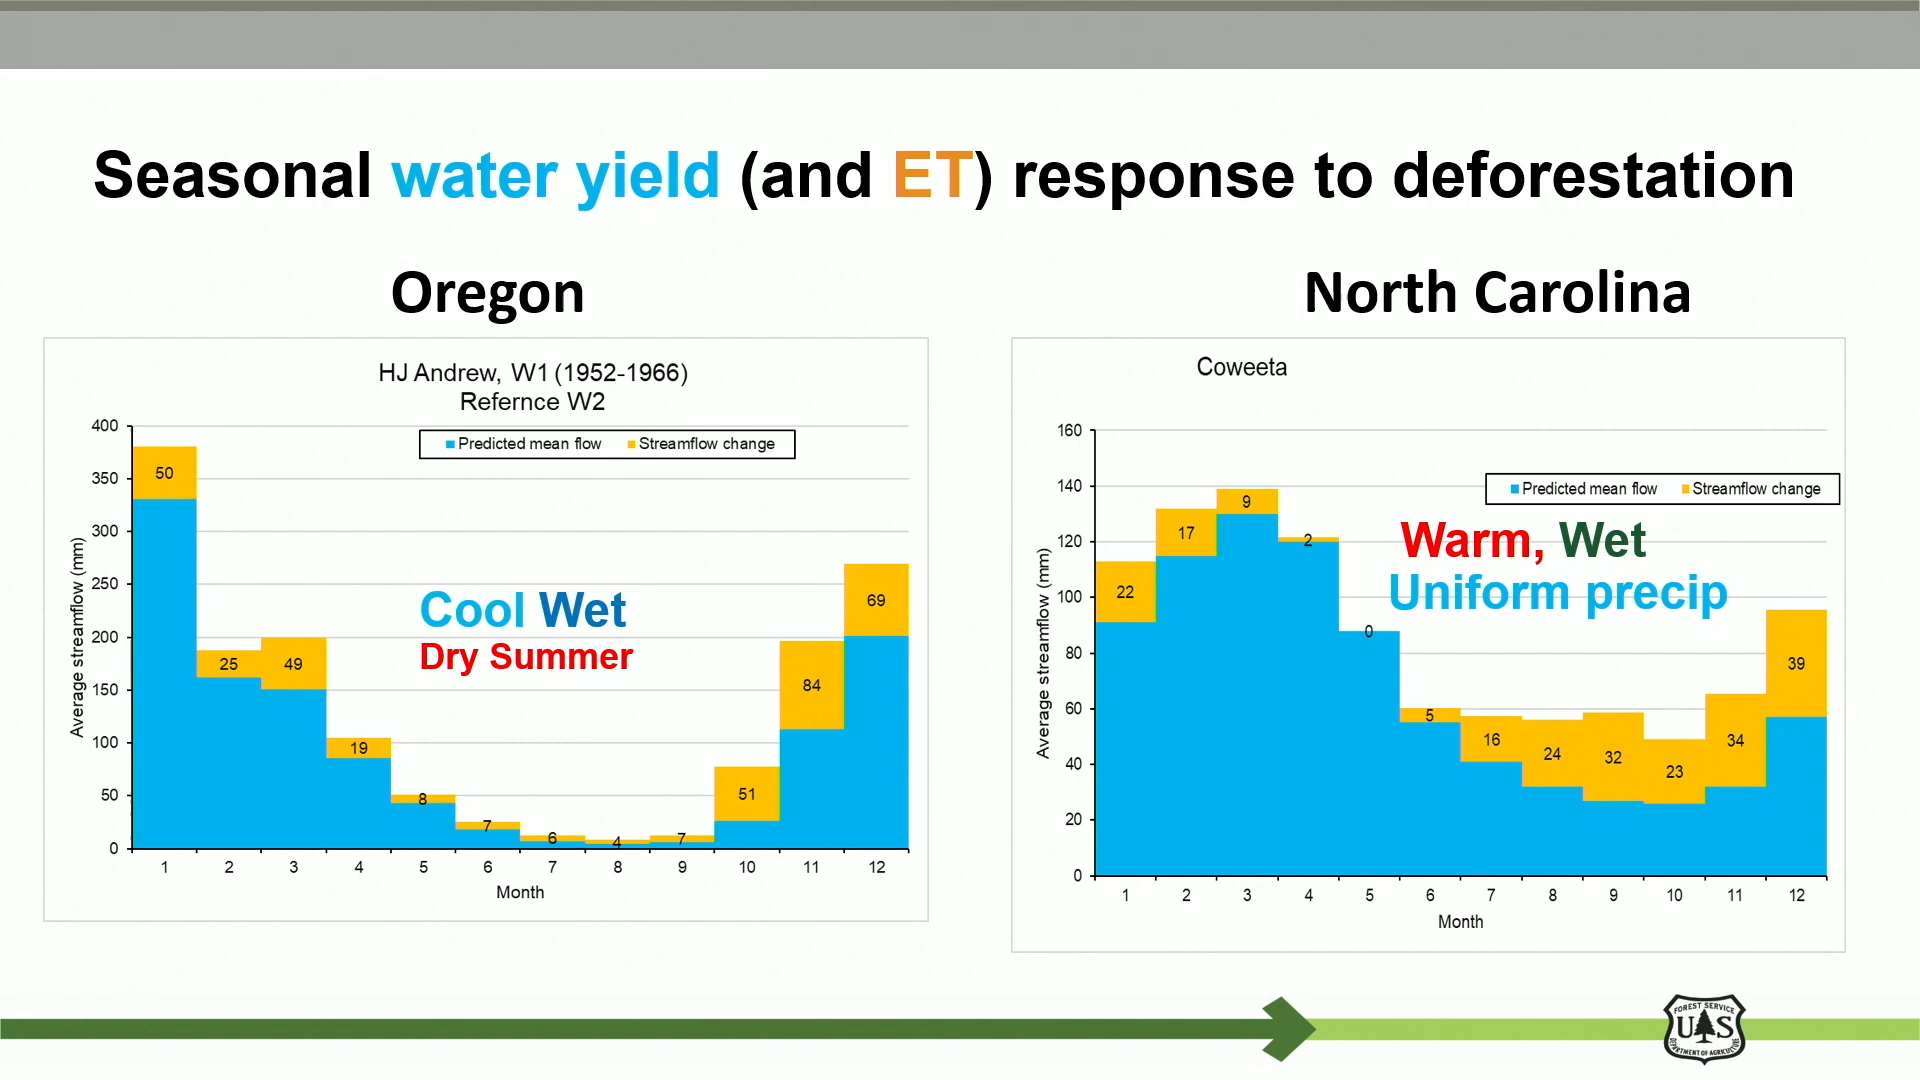 Seasonal water yield (and ET) response to deforestation
Oregon
HJ Andrew, W1 (1952-1966)
Refernce W2
Predicted mean flow Streamflow change
Average streamflow (mm)
400
350
300
250
200
150
100
50
0
50
25
49
19
8
7
6
4
7
51
84
69
Cool Wet
Dry Summer
1 2 3 4 5 6 7 8 9 10 11 12
Month
North Carolina
Coweeta
Predicted mean flow Streamflow change
Average streamflow (mm)
160
140
120
100
80
60
40
20
0
22
17
9
2
0
5
16
24
32
23
34
39
Warm, Wet
Uniform precip
1 2 3 4 5 6 7 8 9 10 11 12
Month
FOREST SERVICE
U S
DEPARTMENT OF AGRICULTURE